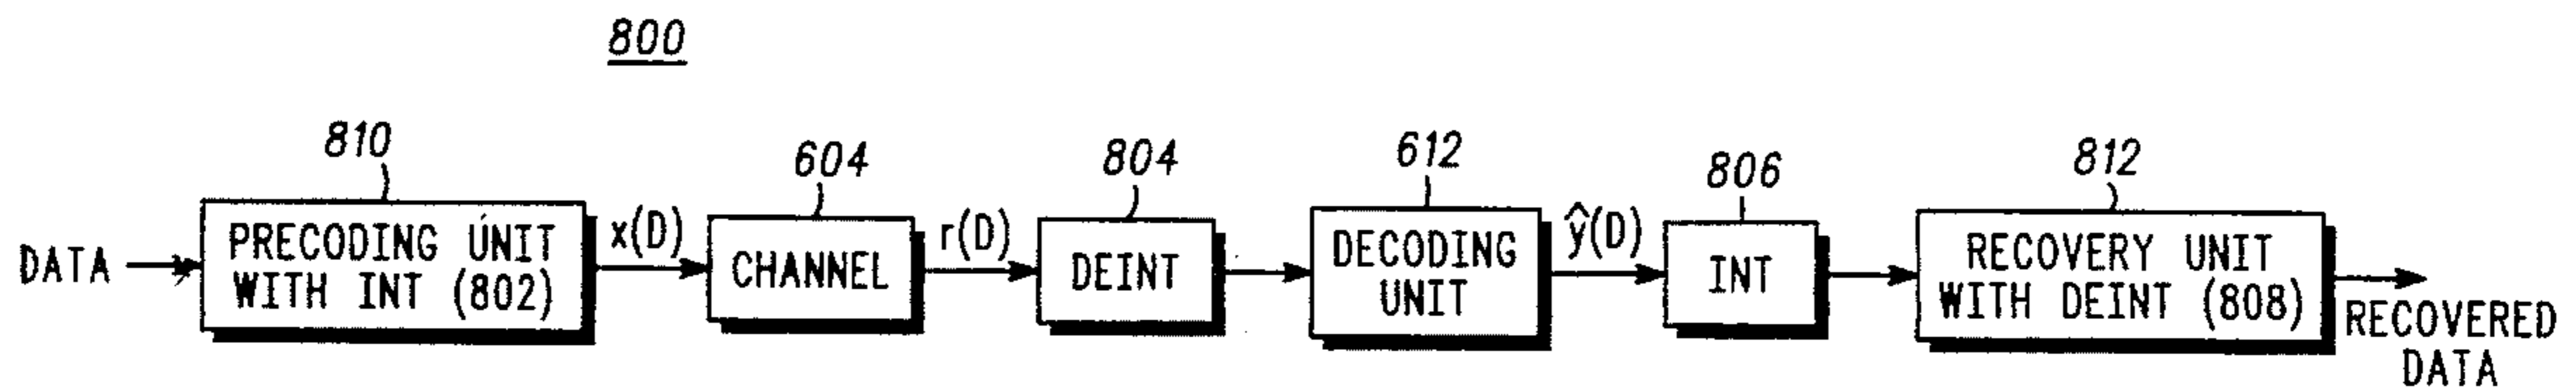 800
810
604
804
612
806
812
DATA
PRECODING UNIT
WITH INT (802)
x(D)
CHANNEL
r(D)
DEINT
DECODING
UNIT
ŷ(D)
INT
RECOVERY UNIT
WITH DEINT (808)
RECOVERED
DATA